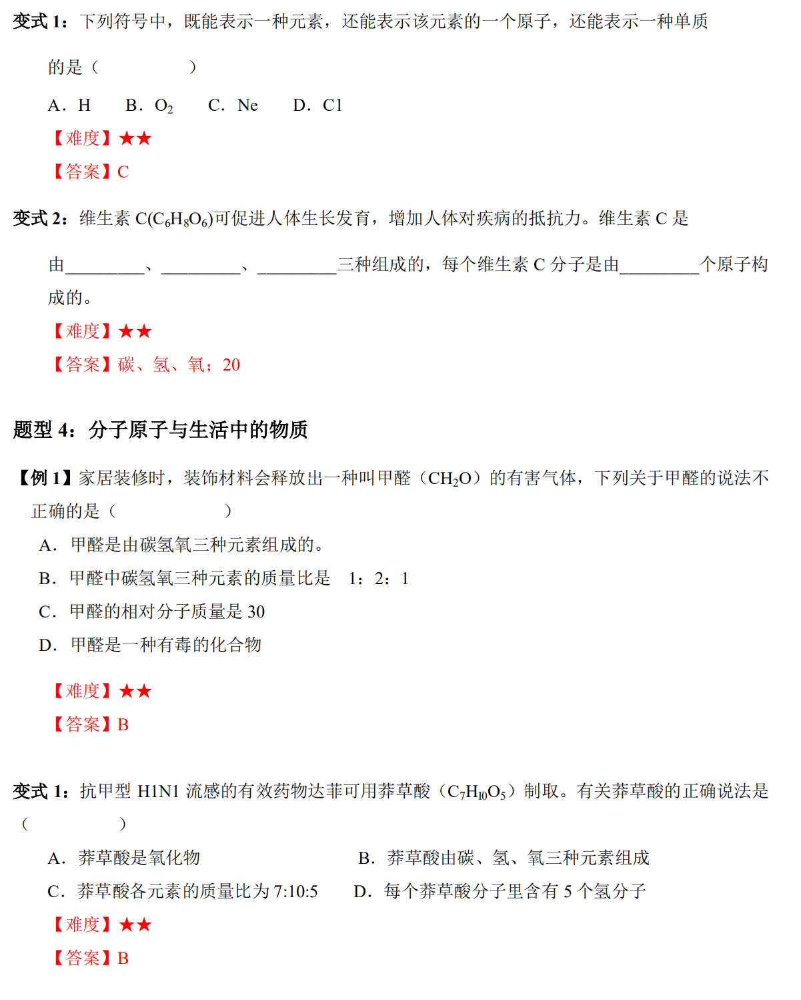 变式 1：下列符号中，既能表示一种元素，还能表示该元素的一个原子，还能表示一种单质
的是（　　　　　）
A．H　　B．O₂　　C．Ne　　D．C1
【难度】★★
【答案】C
变式 2：维生素 C(C₆H₈O₆)可促进人体生长发育，增加人体对疾病的抵抗力。维生素 C 是
由_________、_________、_________三种组成的，每个维生素 C 分子是由_________个原子构
成的。
【难度】★★
【答案】碳、氢、氧；20
题型 4：分子原子与生活中的物质
【例 1】家居装修时，装饰材料会释放出一种叫甲醛（CH₂O）的有害气体，下列关于甲醛的说法不
正确的是（　　　　　　）
A．甲醛是由碳氢氧三种元素组成的。
B．甲醛中碳氢氧三种元素的质量比是　1：2：1
C．甲醛的相对分子质量是 30
D．甲醛是一种有毒的化合物
【难度】★★
【答案】B
变式 1：抗甲型 H1N1 流感的有效药物达菲可用莽草酸（C₇H₁₀O₅）制取。有关莽草酸的正确说法是
（　　　　　）
A．莽草酸是氧化物　　　　　　　　　B．莽草酸由碳、氢、氧三种元素组成
C．莽草酸各元素的质量比为 7:10:5　　D．每个莽草酸分子里含有 5 个氢分子
【难度】★★
【答案】B